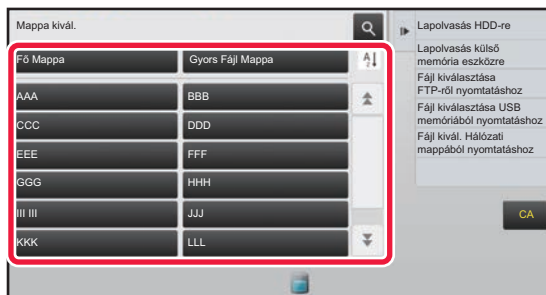 Mappa kivál.
Fő Mappa
Gyors Fájl Mappa
AAA
BBB
CCC
DDD
EEE
FFF
GGG
HHH
III III
JJJ
KKK
LLL
Lapolvasás HDD-re
Lapolvasás külső
memória eszközre
Fájl kiválasztása
FTP-ről nyomtatáshoz
Fájl kiválasztása USB
memóriából nyomtatáshoz
Fájl kivál. Hálózati
mappából nyomtatáshoz
CA